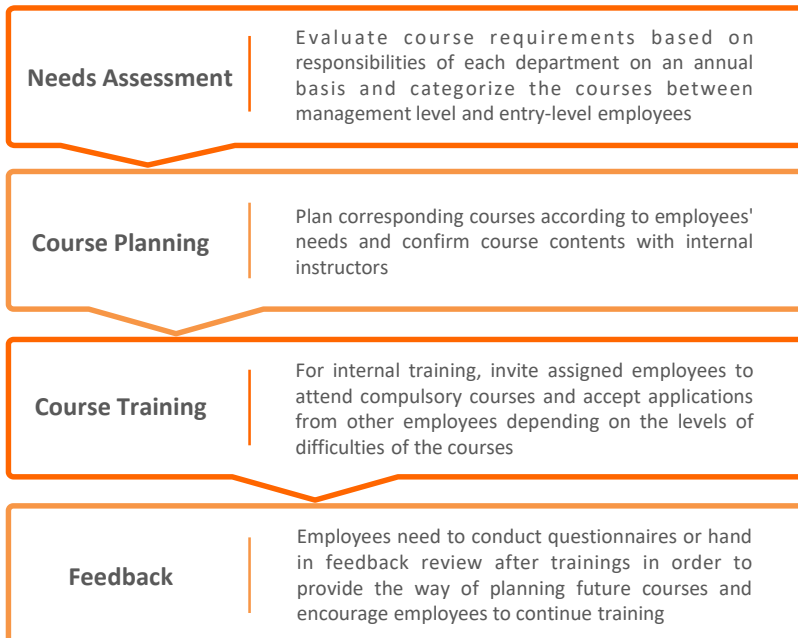 Needs Assessment
Evaluate course requirements based on
responsibilities of each department on an annual
basis and categorize the courses between
management level and entry-level employees
Course Planning
Plan corresponding courses according to employees'
needs and confirm course contents with internal
instructors
Course Training
For internal training, invite assigned employees to
attend compulsory courses and accept applications
from other employees depending on the levels of
difficulties of the courses
Feedback
Employees need to conduct questionnaires or hand
in feedback review after trainings in order to
provide the way of planning future courses and
encourage employees to continue training